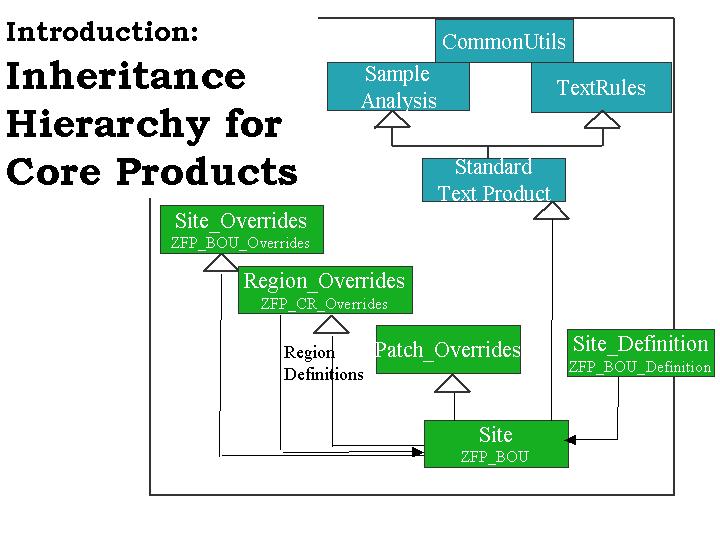 Introduction:
Inheritance
Hierarchy for
Core Products
CommonUtils
Sample
Analysis
TextRules
Standard
Text Product
Site_Overrides
ZFP_BOU_Overrides
Region_Overrides
ZFP_CR_Overrides
Region
Definitions
Patch_Overrides
Site_Definition
ZFP_BOU_Definition
Site
ZFP_BOU